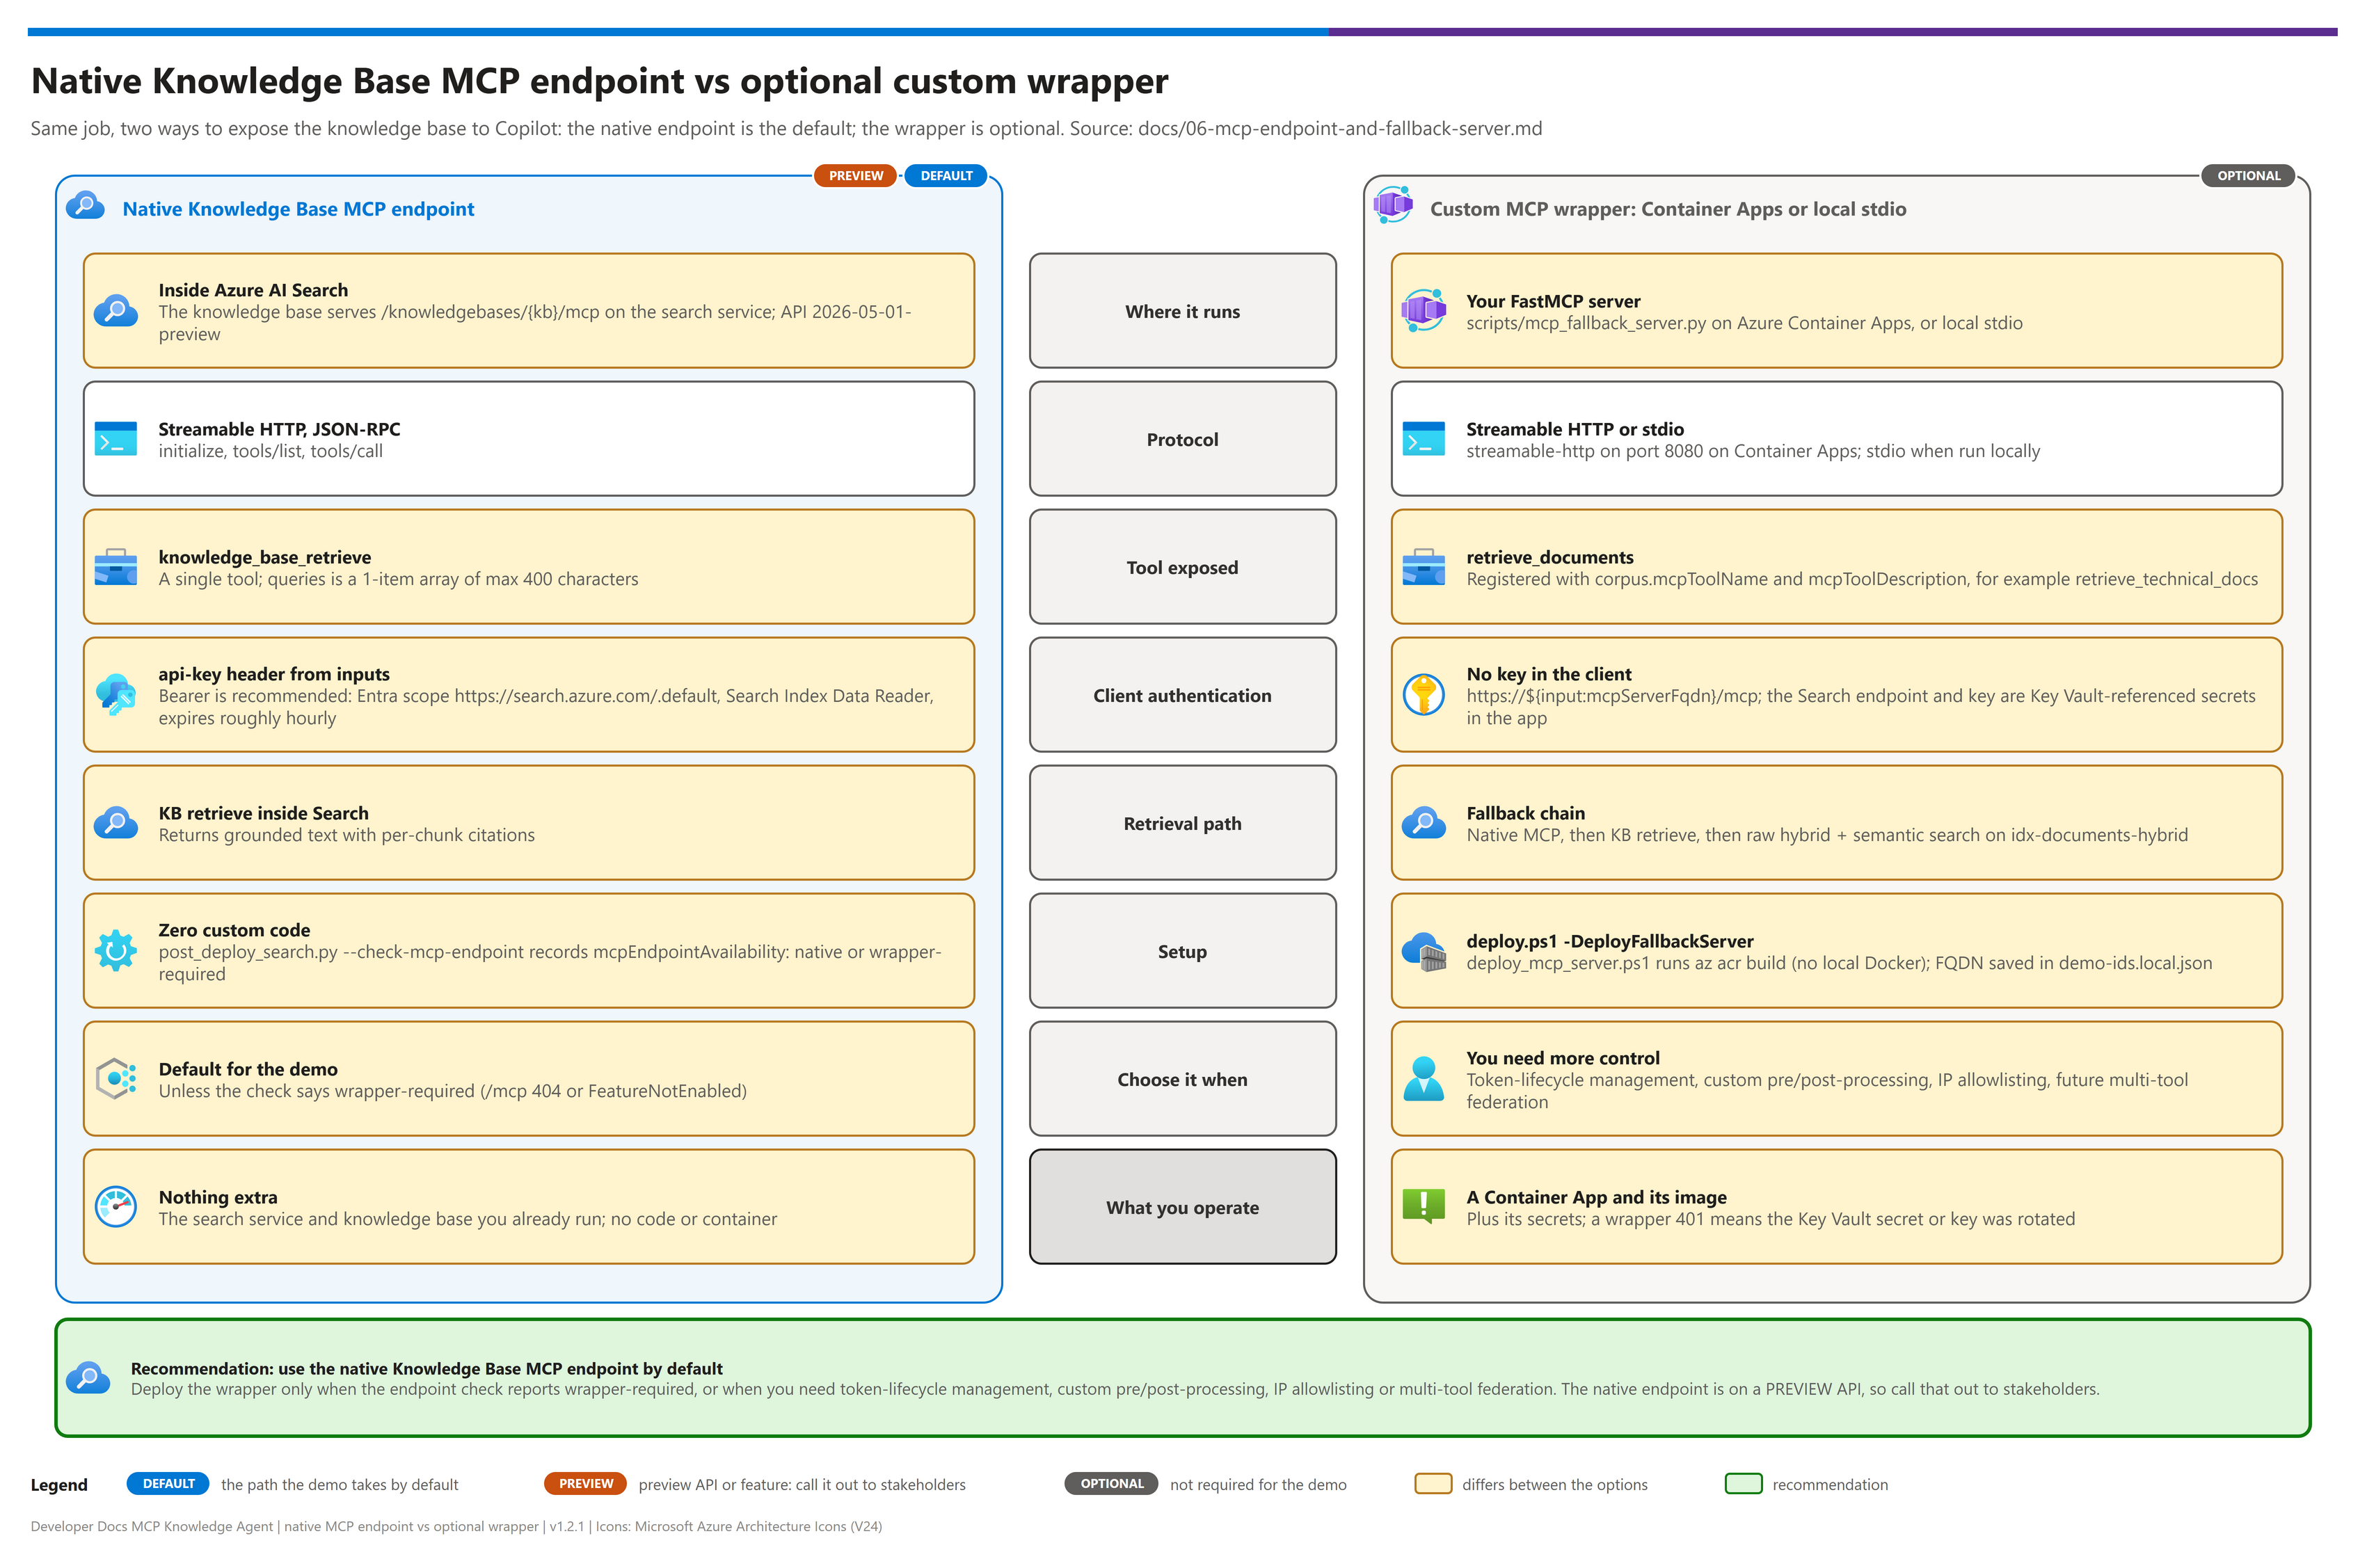 Native Knowledge Base MCP endpoint vs optional custom wrapper
Same job, two ways to expose the knowledge base to Copilot: the native endpoint is the default; the wrapper is optional. Source: docs/06-mcp-endpoint-and-fallback-server.md
PREVIEW
DEFAULT
Native Knowledge Base MCP endpoint
OPTIONAL
Custom MCP wrapper: Container Apps or local stdio
Inside Azure AI Search
The knowledge base serves /knowledgebases/{kb}/mcp on the search service; API 2026-05-01-
preview
Where it runs
Your FastMCP server
scripts/mcp_fallback_server.py on Azure Container Apps, or local stdio
Streamable HTTP, JSON-RPC
initialize, tools/list, tools/call
Protocol
Streamable HTTP or stdio
streamable-http on port 8080 on Container Apps; stdio when run locally
knowledge_base_retrieve
A single tool; queries is a 1-item array of max 400 characters
Tool exposed
retrieve_documents
Registered with corpus.mcpToolName and mcpToolDescription, for example retrieve_technical_docs
api-key header from inputs
Bearer is recommended: Entra scope https://search.azure.com/.default, Search Index Data Reader,
expires roughly hourly
Client authentication
No key in the client
https://${input:mcpServerFqdn}/mcp; the Search endpoint and key are Key Vault-referenced secrets
in the app
KB retrieve inside Search
Returns grounded text with per-chunk citations
Retrieval path
Fallback chain
Native MCP, then KB retrieve, then raw hybrid + semantic search on idx-documents-hybrid
Zero custom code
post_deploy_search.py --check-mcp-endpoint records mcpEndpointAvailability: native or wrapper-
required
Setup
deploy.ps1 -DeployFallbackServer
deploy_mcp_server.ps1 runs az acr build (no local Docker); FQDN saved in demo-ids.local.json
Default for the demo
Unless the check says wrapper-required (/mcp 404 or FeatureNotEnabled)
Choose it when
You need more control
Token-lifecycle management, custom pre/post-processing, IP allowlisting, future multi-tool
federation
Nothing extra
The search service and knowledge base you already run; no code or container
What you operate
A Container App and its image
Plus its secrets; a wrapper 401 means the Key Vault secret or key was rotated
Recommendation: use the native Knowledge Base MCP endpoint by default
Deploy the wrapper only when the endpoint check reports wrapper-required, or when you need token-lifecycle management, custom pre/post-processing, IP allowlisting or multi-tool federation. The native endpoint is on a PREVIEW API, so call that out to stakeholders.
Legend
DEFAULT the path the demo takes by default
PREVIEW preview API or feature: call it out to stakeholders
OPTIONAL not required for the demo
differs between the options
recommendation
Developer Docs MCP Knowledge Agent | native MCP endpoint vs optional wrapper | v1.2.1 | Icons: Microsoft Azure Architecture Icons (V24)